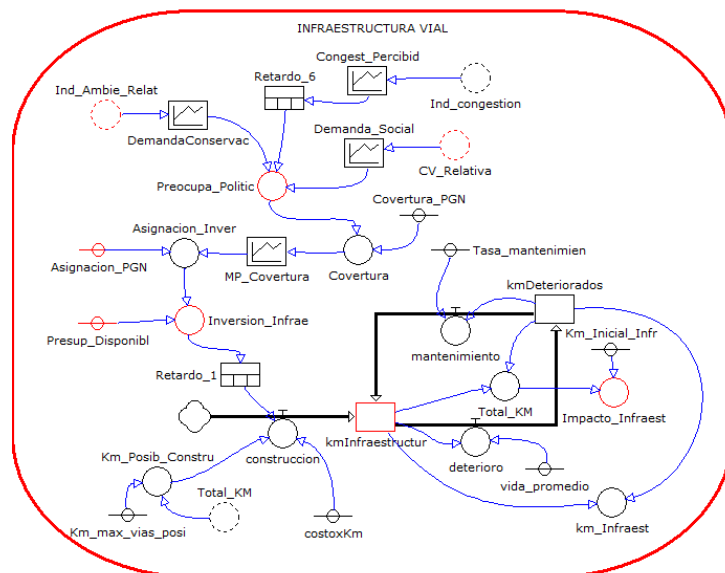 INFRAESTRUCTURA VIAL
Congest_Percibid
Retardo_6
Ind_Ambie_Relat
Ind_congestion
DemandaConservac
Demanda_Social
CV_Relativa
Preocupa_Politic
Covertura_PGN
Asignacion_Inver
Tasa_mantenimien
Asignacion_PGN
MP_Covertura
Covertura
kmDeteriorados
Inversion_Infrae
Km_Inicial_Infr
Presup_Disponibl
mantenimiento
Retardo_1
Total_KM
Impacto_Infraest
kmInfraestructur
Km_Posib_Constru
construccion
deterioro
vida_promedio
Total_KM
Km_max_vias_posi
costoxKm
km_Infraest